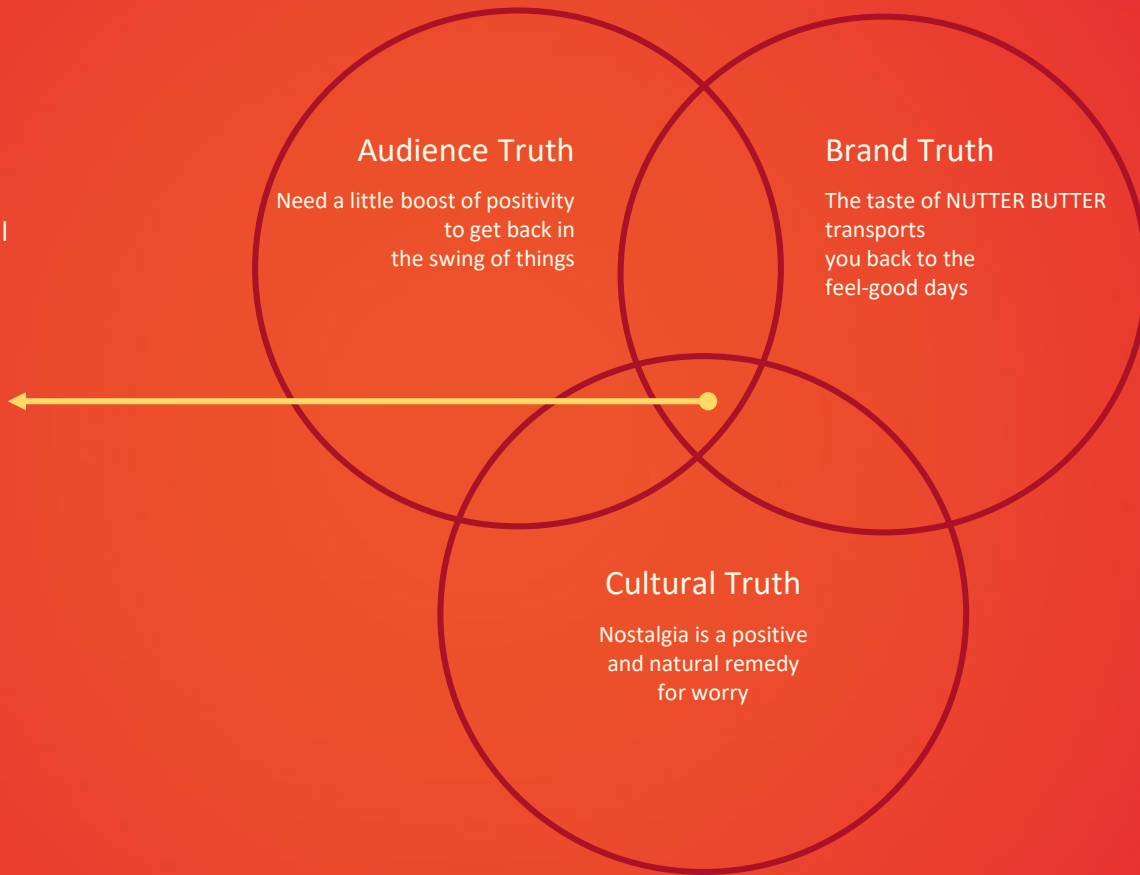 Audience Truth
Need a little boost of positivity
to get back in
the swing of things
Brand Truth
The taste of NUTTER BUTTER
transports
you back to the
feel-good days
Cultural Truth
Nostalgia is a positive
and natural remedy
for worry